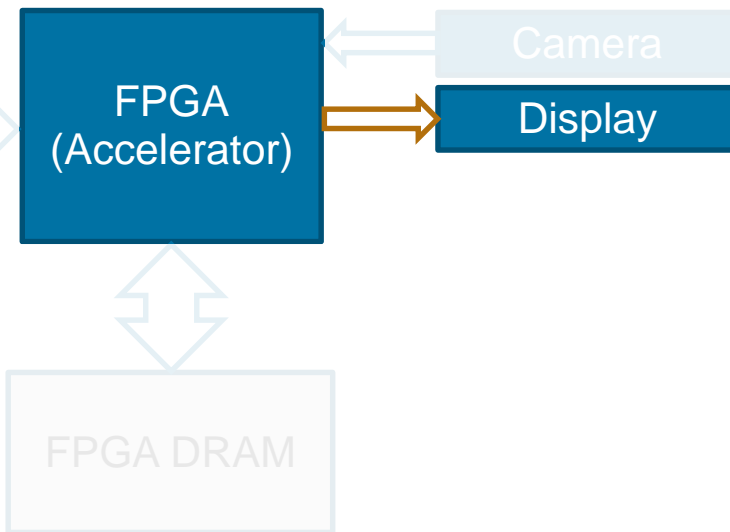 Camera
FPGA
(Accelerator)
Display
FPGA DRAM